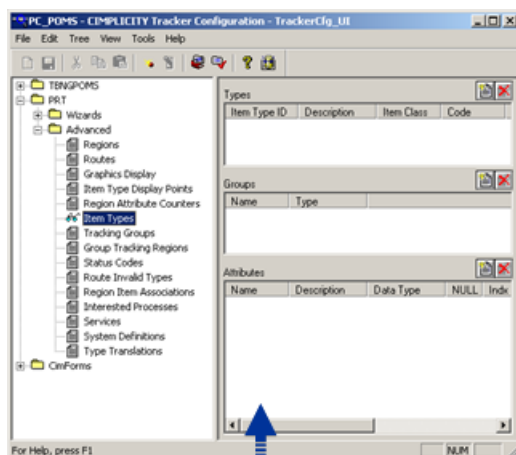 PC_POMS - CIMPLICITY Tracker Configuration - TrackerCfg_UI
File Edit Tree View Tools Help
TBNGPOMS
PRT
Wizards
Advanced
Regions
Routes
Graphics Display
Item Type Display Points
Region Attribute Counters
Item Types
Tracking Groups
Group Tracking Regions
Status Codes
Route Invalid Types
Region Item Associations
Interested Processes
Services
System Definitions
Type Translations
CimForms
Types
Item Type ID Description Item Class Code
Groups
Name Type
Attributes
Name Description Data Type NULL Inde
For Help, press F1
NUM